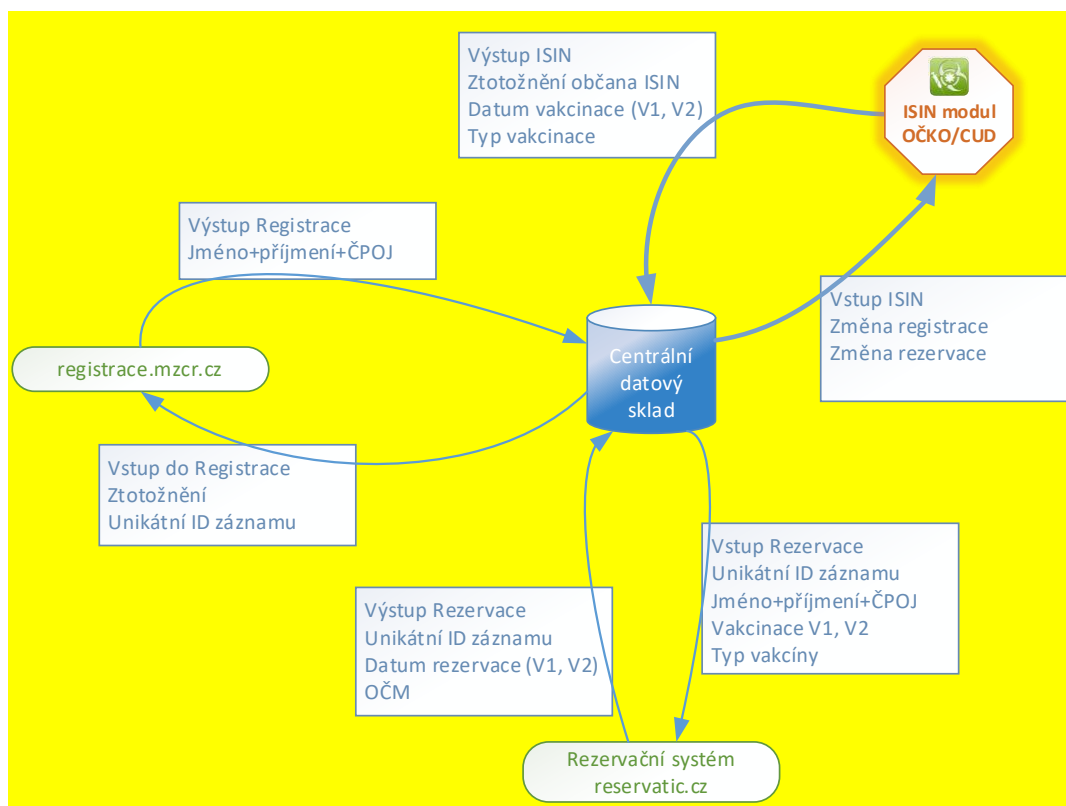 Výstup ISIN
Ztotožnění občana ISIN
Datum vakcinace (V1, V2)
Typ vakcinace
ISIN modul
OČKO/CUD
Výstup Registrace
Jméno+příjmení+ČPOJ
Vstup ISIN
Změna registrace
Změna rezervace
Centrální
datový
sklad
registrace.mzcr.cz
Vstup do Registrace
Ztotožnění
Unikátní ID záznamu
Vstup Rezervace
Unikátní ID záznamu
Jméno+příjmení+ČPOJ
Vakcinace V1, V2
Typ vakcíny
Výstup Rezervace
Unikátní ID záznamu
Datum rezervace (V1, V2)
OČM
Rezervační systém
reservatic.cz